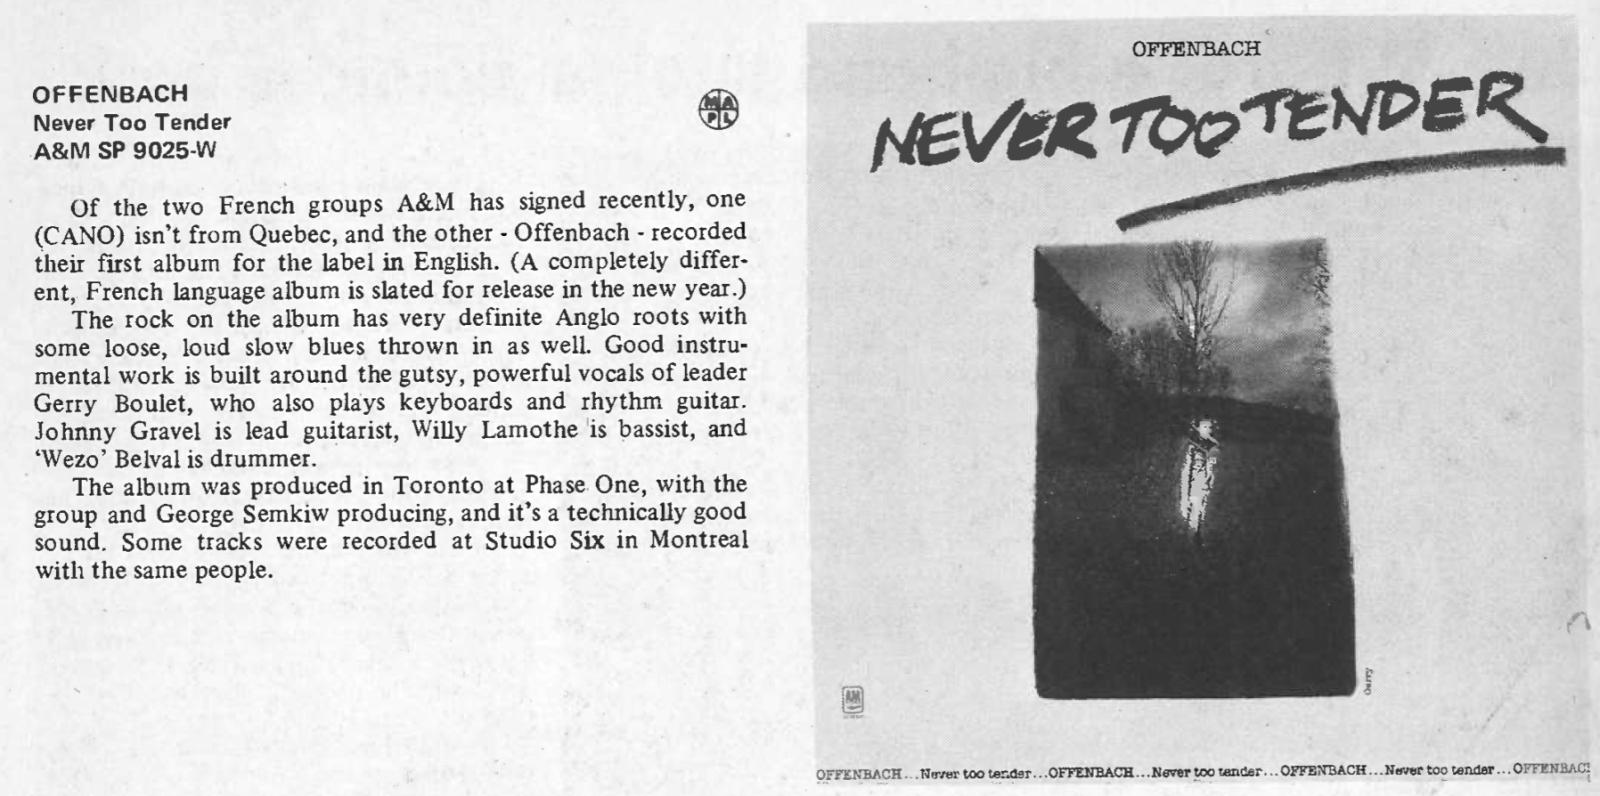 OFFENBACH
Never Too Tender
A&M SP 9025-W
MAPL
Of the two French groups A&M has signed recently, one
(CANO) isn't from Quebec, and the other - Offenbach - recorded
their first album for the label in English. (A completely differ-
ent, French language album is slated for release in the new year.)
The rock on the album has very definite Anglo roots with
some loose, loud slow blues thrown in as well. Good instru-
mental work is built around the gutsy, powerful vocals of leader
Gerry Boulet, who also plays keyboards and rhythm guitar.
Johnny Gravel is lead guitarist, Willy Lamothe is bassist, and
'Wezo' Belval is drummer.
The album was produced in Toronto at Phase One, with the
group and George Semkiw producing, and it's a technically good
sound. Some tracks were recorded at Studio Six in Montreal
with the same people.
OFFENBACH
NEVER TOO TENDER
AM
OFFENBACH...Never too tender...OFFENBACH...Never too tender...OFFENBACH...Never too tender...OFFENBAC